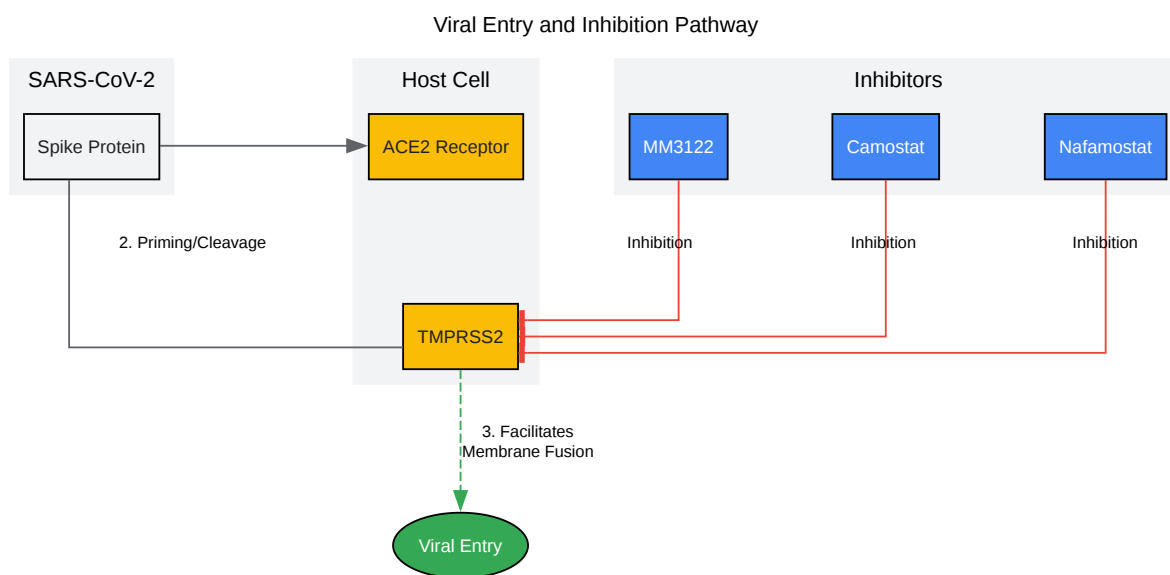 Viral Entry and Inhibition Pathway
SARS-CoV-2
Host Cell
Inhibitors
Spike Protein
ACE2 Receptor
MM3122
Camostat
Nafamostat
2. Priming/Cleavage
Inhibition
Inhibition
Inhibition
TMPRSS2
3. Facilitates
Membrane Fusion
Viral Entry